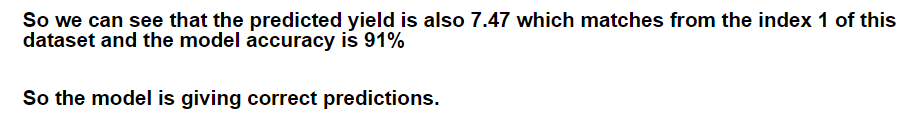 So we can see that the predicted yield is also 7.47 which matches from the index 1 of this
dataset and the model accuracy is 91%
So the model is giving correct predictions.